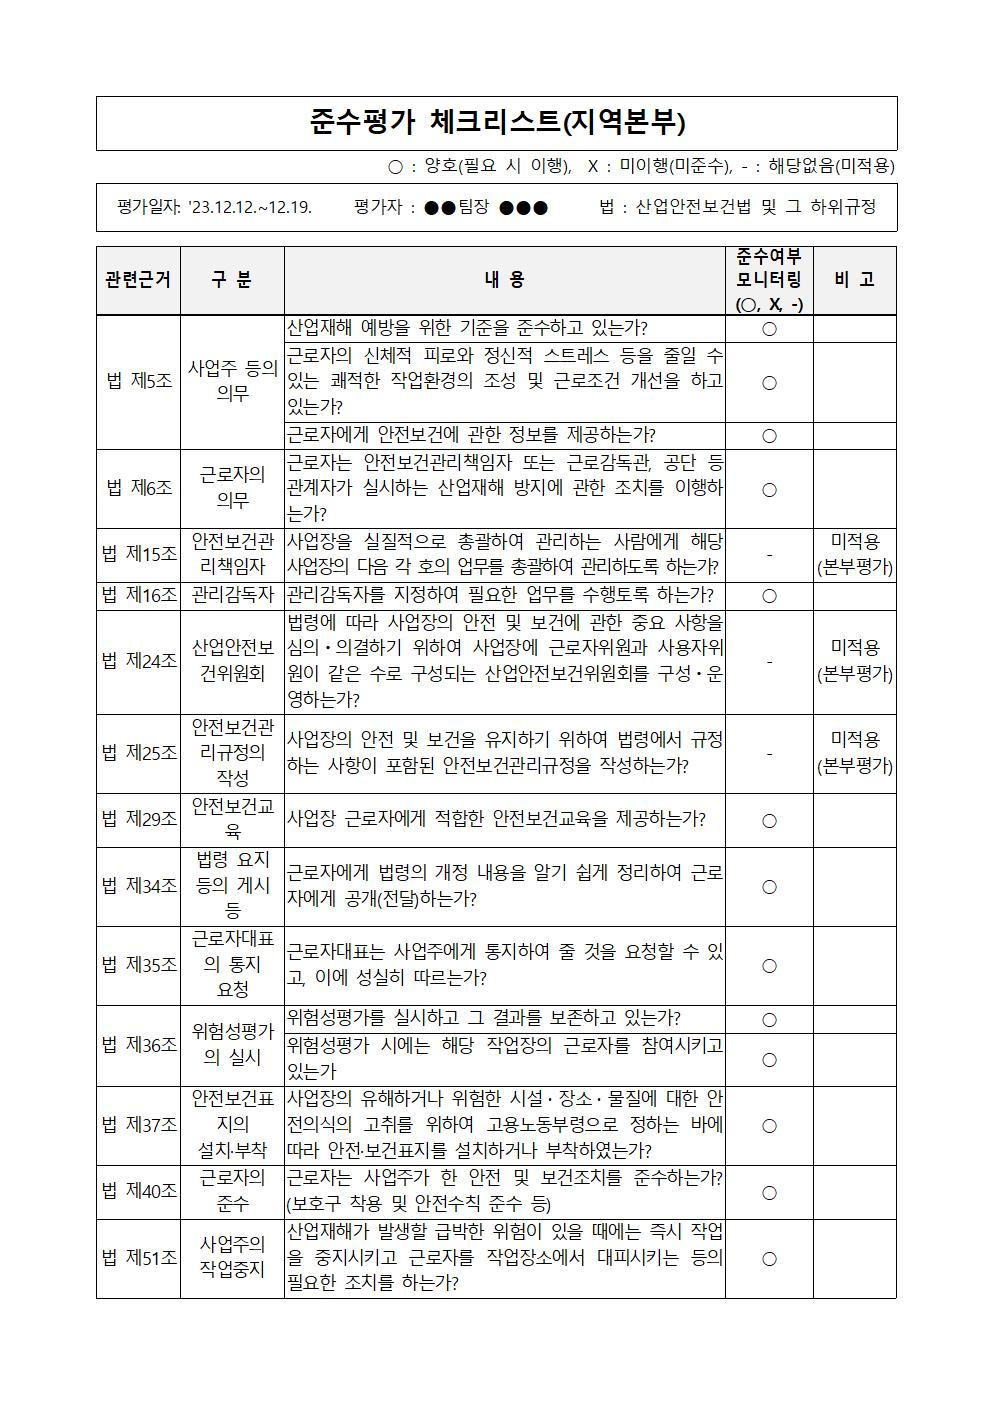 준수평가 체크리스트(지역본부)
○ : 양호(필요 시 이행), X : 미이행(미준수), - : 해당없음(미적용)
평가일자: '23.12.12.~12.19. 평가자 : ●●팀장 ●●● 법 : 산업안전보건법 및 그 하위규정
관련근거 구 분 내 용 준수여부
모니터링
(○, X, -) 비 고
법 제5조 사업주 등의
의무
산업재해 예방을 위한 기준을 준수하고 있는가? ○
근로자의 신체적 피로와 정신적 스트레스 등을 줄일 수
있는 쾌적한 작업환경의 조성 및 근로조건 개선을 하고
있는가? ○
근로자에게 안전보건에 관한 정보를 제공하는가? ○
법 제6조 근로자의
의무
근로자는 안전보건관리책임자 또는 근로감독관, 공단 등
관계자가 실시하는 산업재해 방지에 관한 조치를 이행하
는가? ○
법 제15조 안전보건관
리책임자
사업장을 실질적으로 총괄하여 관리하는 사람에게 해당
사업장의 다음 각 호의 업무를 총괄하여 관리하도록 하는가? -
미적용
(본부평가)
법 제16조 관리감독자 관리감독자를 지정하여 필요한 업무를 수행토록 하는가? ○
법 제24조 산업안전보
건위원회
법령에 따라 사업장의 안전 및 보건에 관한 중요 사항을
심의·의결하기 위하여 사업장에 근로자위원과 사용자위
원이 같은 수로 구성되는 산업안전보건위원회를 구성·운
영하는가? -
미적용
(본부평가)
법 제25조 안전보건관
리규정의
작성
사업장의 안전 및 보건을 유지하기 위하여 법령에서 규정
하는 사항이 포함된 안전보건관리규정을 작성하는가? -
미적용
(본부평가)
법 제29조 안전보건교
육
사업장 근로자에게 적합한 안전보건교육을 제공하는가? ○
법 제34조 법령 요지
등의 게시
등
근로자에게 법령의 개정 내용을 알기 쉽게 정리하여 근로
자에게 공개(전달)하는가? ○
법 제35조 근로자대표
의 통지
요청
근로자대표는 사업주에게 통지하여 줄 것을 요청할 수 있
고, 이에 성실히 따르는가? ○
법 제36조 위험성평가
의 실시
위험성평가를 실시하고 그 결과를 보존하고 있는가? ○
위험성평가 시에는 해당 작업장의 근로자를 참여시키고
있는가 ○
법 제37조 안전보건표
지의
설치·부착
사업장의 유해하거나 위험한 시설·장소·물질에 대한 안
전의식의 고취를 위하여 고용노동부령으로 정하는 바에
따라 안전·보건표지를 설치하거나 부착하였는가? ○
법 제40조 근로자의
준수
근로자는 사업주가 한 안전 및 보건조치를 준수하는가?
(보호구 착용 및 안전수칙 준수 등) ○
법 제51조 사업주의
작업중지
산업재해가 발생할 급박한 위험이 있을 때에는 즉시 작업
을 중지시키고 근로자를 작업장소에서 대피시키는 등의
필요한 조치를 하는가? ○